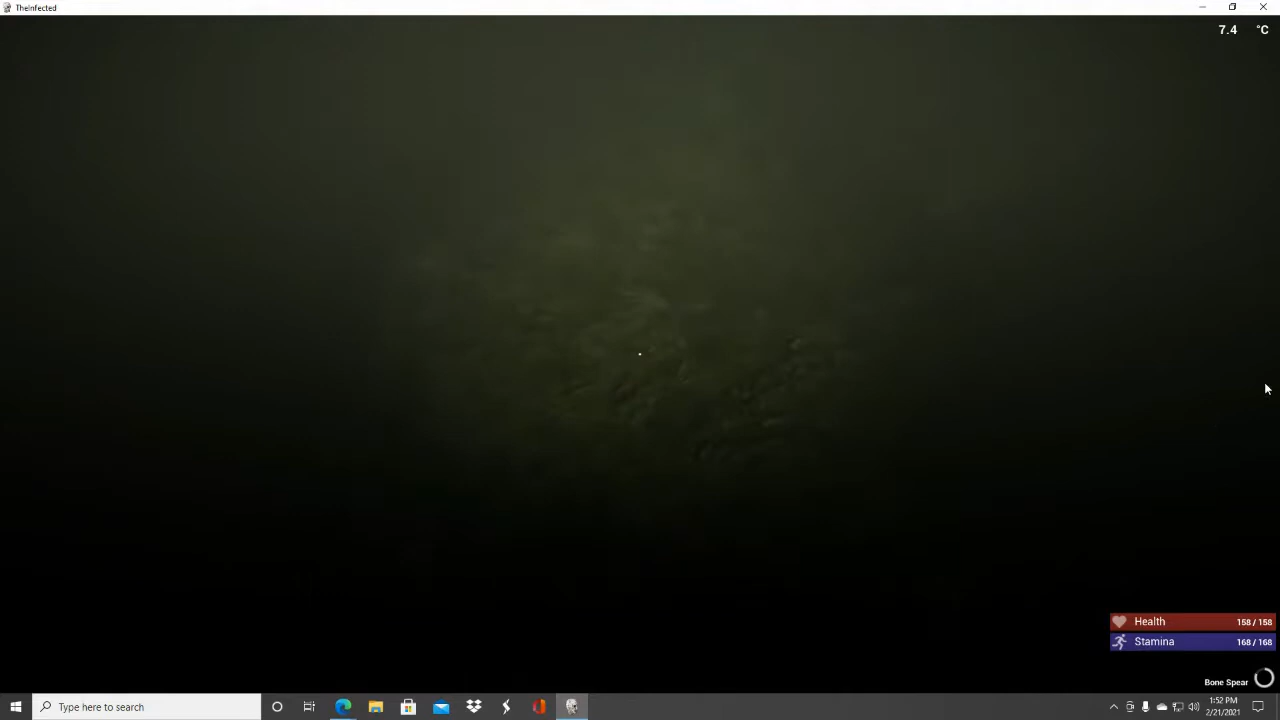 TheInfected
7.4 °C
Health 158 / 158
Stamina 168 / 168
Bone Spear
Type here to search
1:52 PM
2/21/2021